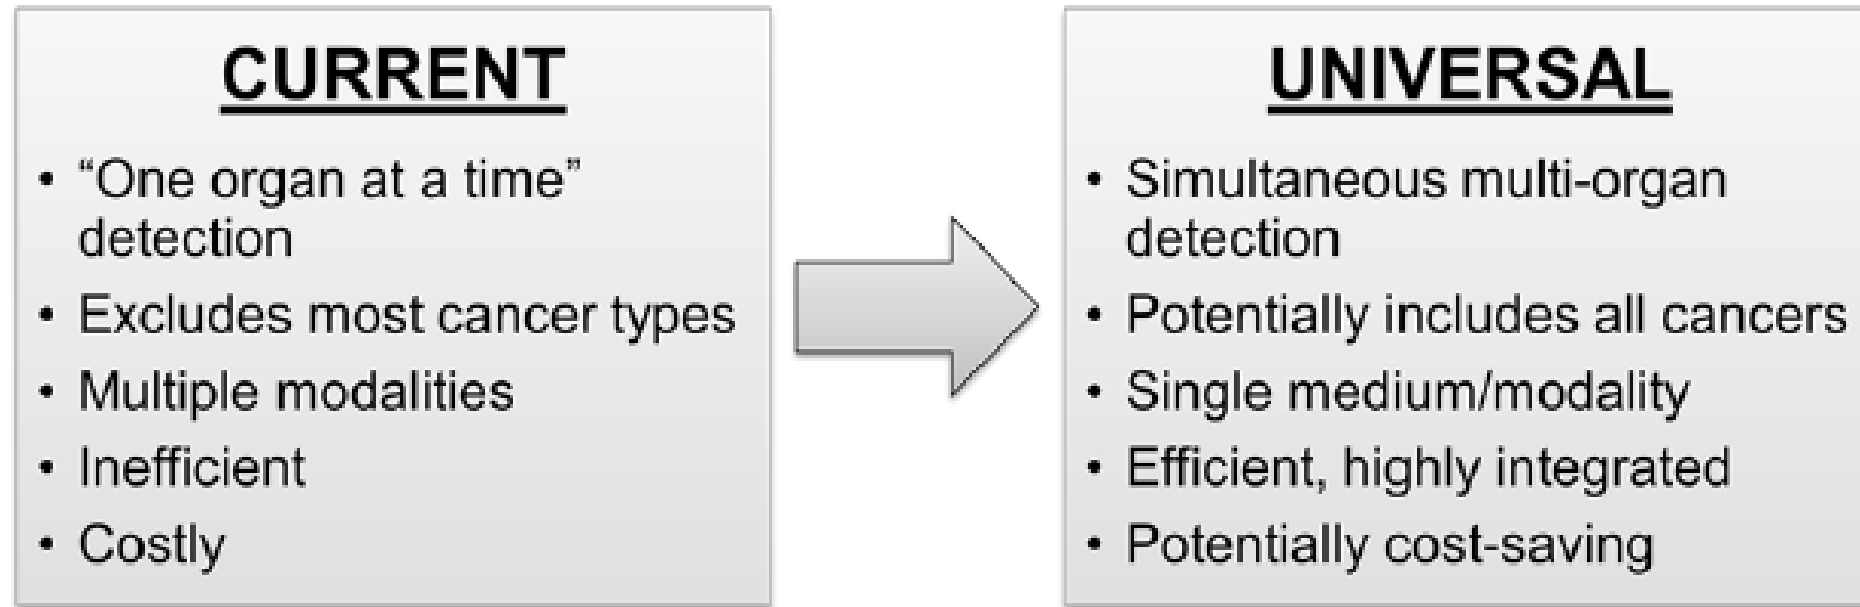 CURRENT
• “One organ at a time”
detection
• Excludes most cancer types
• Multiple modalities
• Inefficient
• Costly
UNIVERSAL
• Simultaneous multi-organ
detection
• Potentially includes all cancers
• Single medium/modality
• Efficient, highly integrated
• Potentially cost-saving